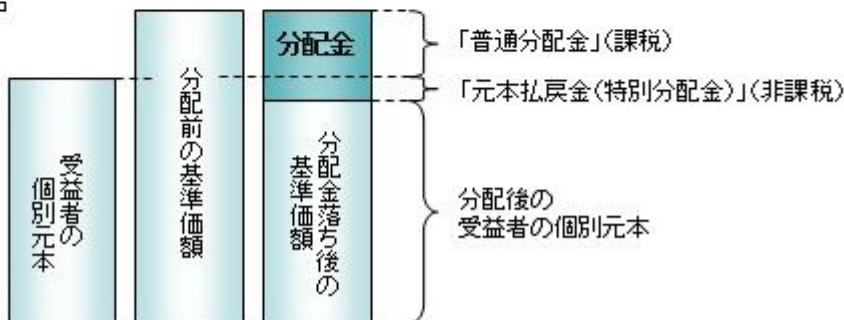 分配金
「普通分配金」(課税)
「元本払戻金(特別分配金)」(非課税)
受益者の
個別元本
分配前の基準価額
分配金落ち後の
基準価額
分配後の
受益者の個別元本